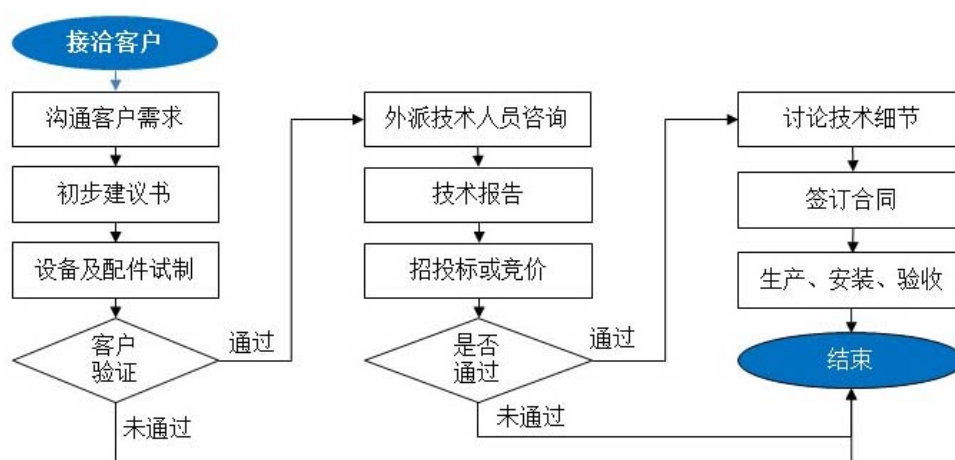 接洽客户
沟通客户需求
初步建议书
设备及配件试制
客户
验证
通过
未通过
外派技术人员咨询
技术报告
招投标或竞价
是否
通过
通过
未通过
讨论技术细节
签订合同
生产、安装、验收
结束